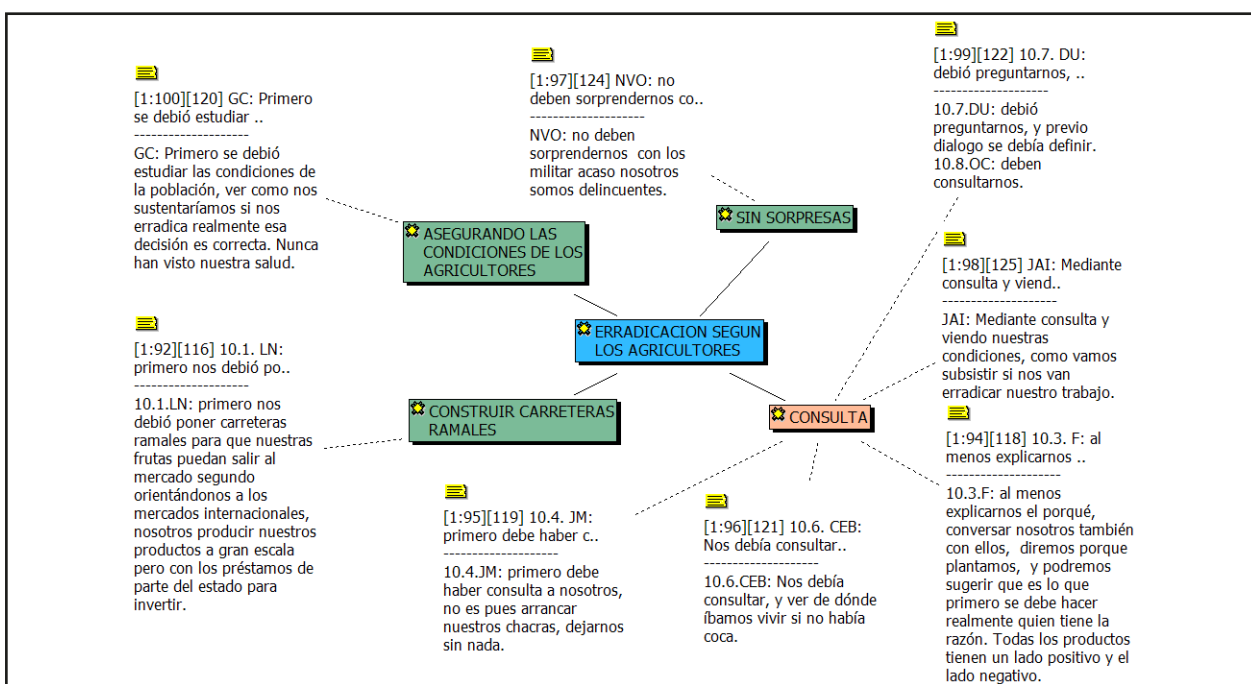 [1:100][120] GC: Primero
se debió estudiar ..
--------------------
GC: Primero se debió
estudiar las condiciones de
la población, ver como nos
sustentaríamos si nos
erradica realmente esa
decisión es correcta. Nunca
han visto nuestra salud.
[1:97][124] NVO: no
deben sorprendernos co..
--------------------
NVO: no deben
sorprendernos con los
militar acaso nosotros
somos delincuentes.
[1:99][122] 10.7. DU:
debió preguntarnos, ..
--------------------
10.7.DU: debió
preguntarnos, y previo
dialogo se debía definir.
10.8.OC: deben
consultarnos.
SIN SORPRESAS
ASEGURANDO LAS
CONDICIONES DE LOS
AGRICULTORES
[1:98][125] JAI: Mediante
consulta y viend..
--------------------
JAI: Mediante consulta y
viendo nuestras
condiciones, como vamos
subsistir si nos van
erradicar nuestro trabajo.
ERRADICACION SEGUN
LOS AGRICULTORES
[1:92][116] 10.1. LN:
primero nos debió po..
--------------------
10.1.LN: primero nos
debió poner carreteras
ramales para que nuestras
frutas puedan salir al
mercado segundo
orientándonos a los
mercados internacionales,
nosotros producir nuestros
productos a gran escala
pero con los préstamos de
parte del estado para
invertir.
CONSTRUIR CARRETERAS
RAMALES
CONSULTA
[1:94][118] 10.3. F: al
menos explicarnos ..
--------------------
10.3.F: al menos
explicarnos el porqué,
conversar nosotros también
con ellos, diremos porque
plantamos, y podremos
sugerir que es lo que
primero se debe hacer
realmente quien tiene la
razón. Todas los productos
tienen un lado positivo y el
lado negativo.
[1:95][119] 10.4. JM:
primero debe haber c..
--------------------
10.4.JM: primero debe
haber consulta a nosotros,
no es pues arrancar
nuestros chacras, dejarnos
sin nada.
[1:96][121] 10.6. CEB:
Nos debía consultar..
--------------------
10.6.CEB: Nos debía
consultar, y ver de dónde
íbamos vivir si no había
coca.